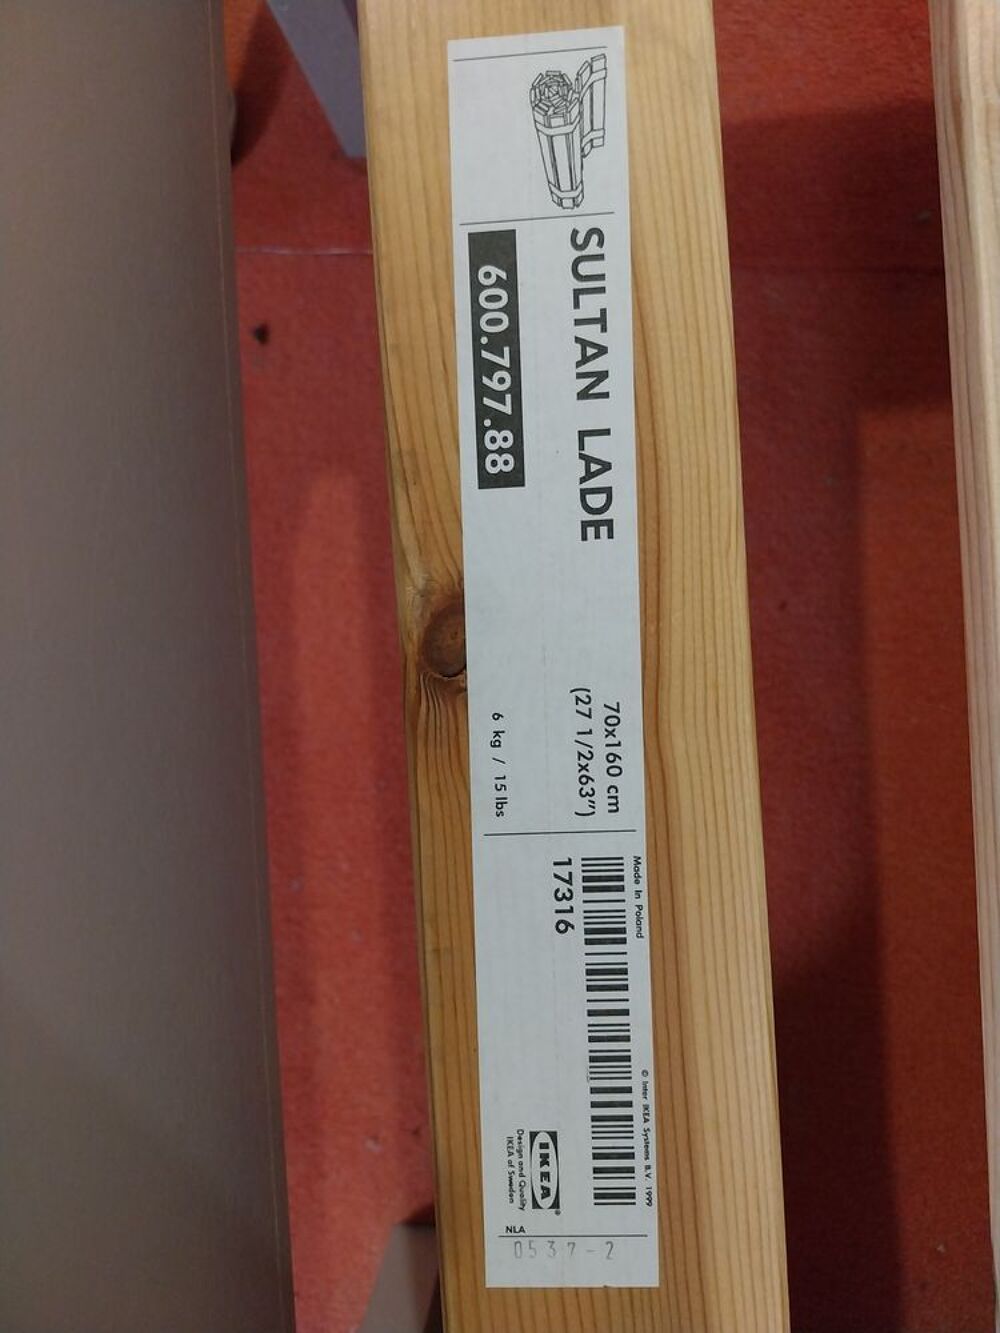 SULTAN LADE
600.797.88
70x160 cm
(27 1/2x63")
6 kg / 15 lbs
Made in Poland
© Inter IKEA Systems B.V. 1999
17316
IKEA®
Design and Quality
IKEA of Sweden
NLA
0537-2